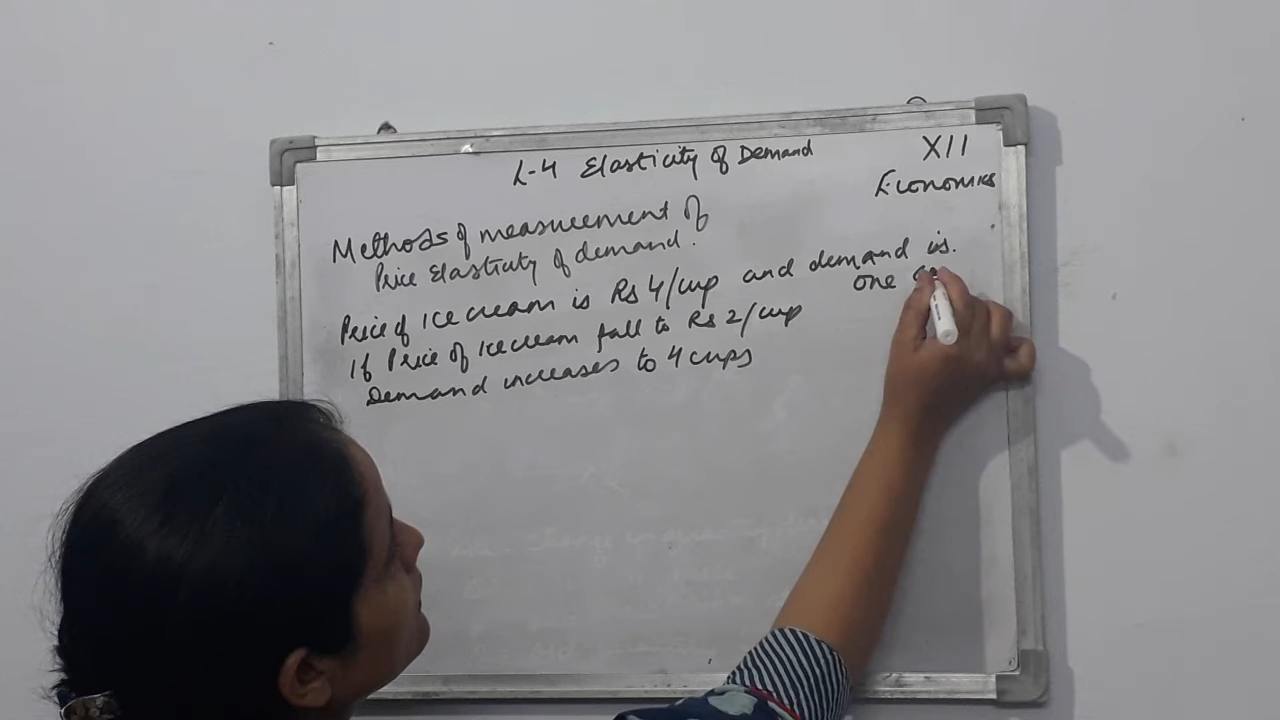 L-4 Elasticity of Demand
XII
Economics
Methods of measurement of
Price Elasticity of demand.
Price of Ice cream is Rs 4/cup and demand is.
one
If Price of Icecream fall to Rs 2/cup
Demand increases to 4 cups